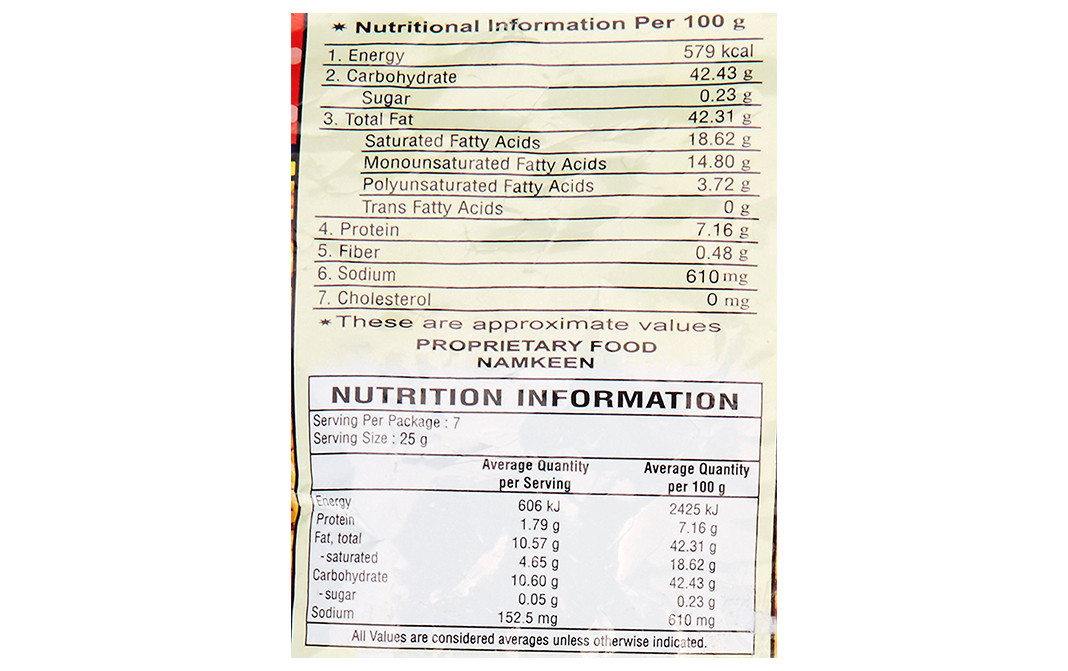 ✶ Nutritional Information Per 100 g
1. Energy 579 kcal
2. Carbohydrate 42.43 g
Sugar 0.23 g
3. Total Fat 42.31 g
Saturated Fatty Acids 18.62 g
Monounsaturated Fatty Acids 14.80 g
Polyunsaturated Fatty Acids 3.72 g
Trans Fatty Acids 0 g
4. Protein 7.16 g
5. Fiber 0.48 g
6. Sodium 610 mg
7. Cholesterol 0 mg
✶ These are approximate values
PROPRIETARY FOOD
NAMKEEN
NUTRITION INFORMATION
Serving Per Package : 7
Serving Size : 25 g
Average Quantity Average Quantity
per Serving per 100 g
Energy 606 kJ 2425 kJ
Protein 1.79 g 7.16 g
Fat, total 10.57 g 42.31 g
- saturated 4.65 g 18.62 g
Carbohydrate 10.60 g 42.43 g
- sugar 0.05 g 0.23 g
Sodium 152.5 mg 610 mg
All Values are considered averages unless otherwise indicated.